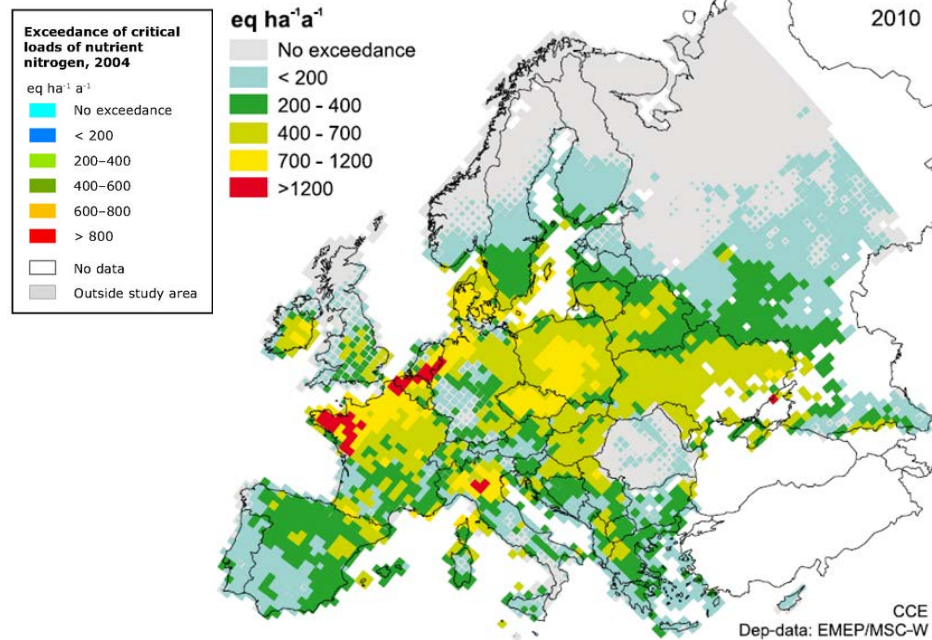 Exceedance of critical
loads of nutrient
nitrogen, 2004
eq ha⁻¹ a⁻¹
No exceedance
< 200
200–400
400–600
600–800
> 800
No data
Outside study area
eq ha⁻¹a⁻¹
No exceedance
< 200
200 - 400
400 - 700
700 - 1200
>1200
2010
CCE
Dep-data: EMEP/MSC-W